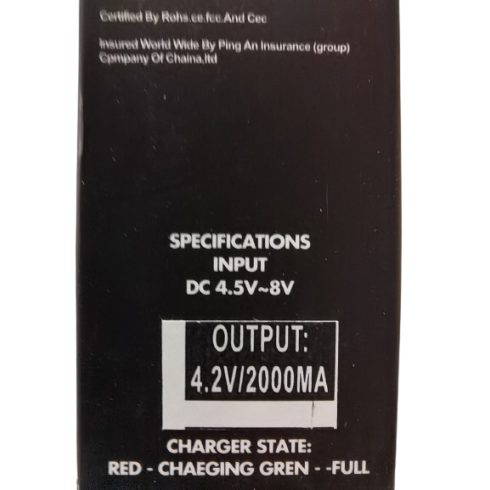 Certified By Rohs.ce.fcc.And Cec
Insured World Wide By Ping An Insurance (group)
Cpmpany Of Chaina,ltd
SPECIFICATIONS
INPUT
DC 4.5V~8V
OUTPUT:
4.2V/2000MA
CHARGER STATE:
RED - CHAEGING GREN - -FULL